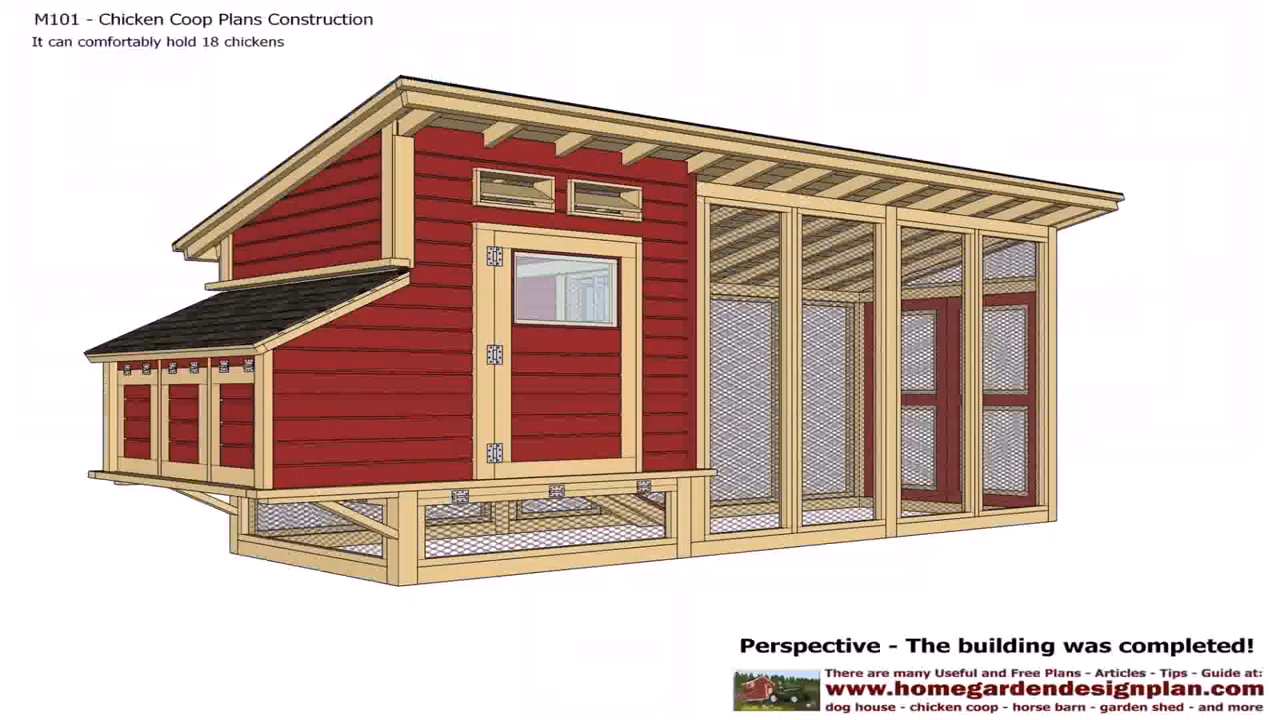 M101 - Chicken Coop Plans Construction
It can comfortably hold 18 chickens
Perspective - The building was completed!
There are many Useful and Free Plans - Articles - Tips - Guide at:
www.homegardendesignplan.com
dog house - chicken coop - horse barn - garden shed - and more